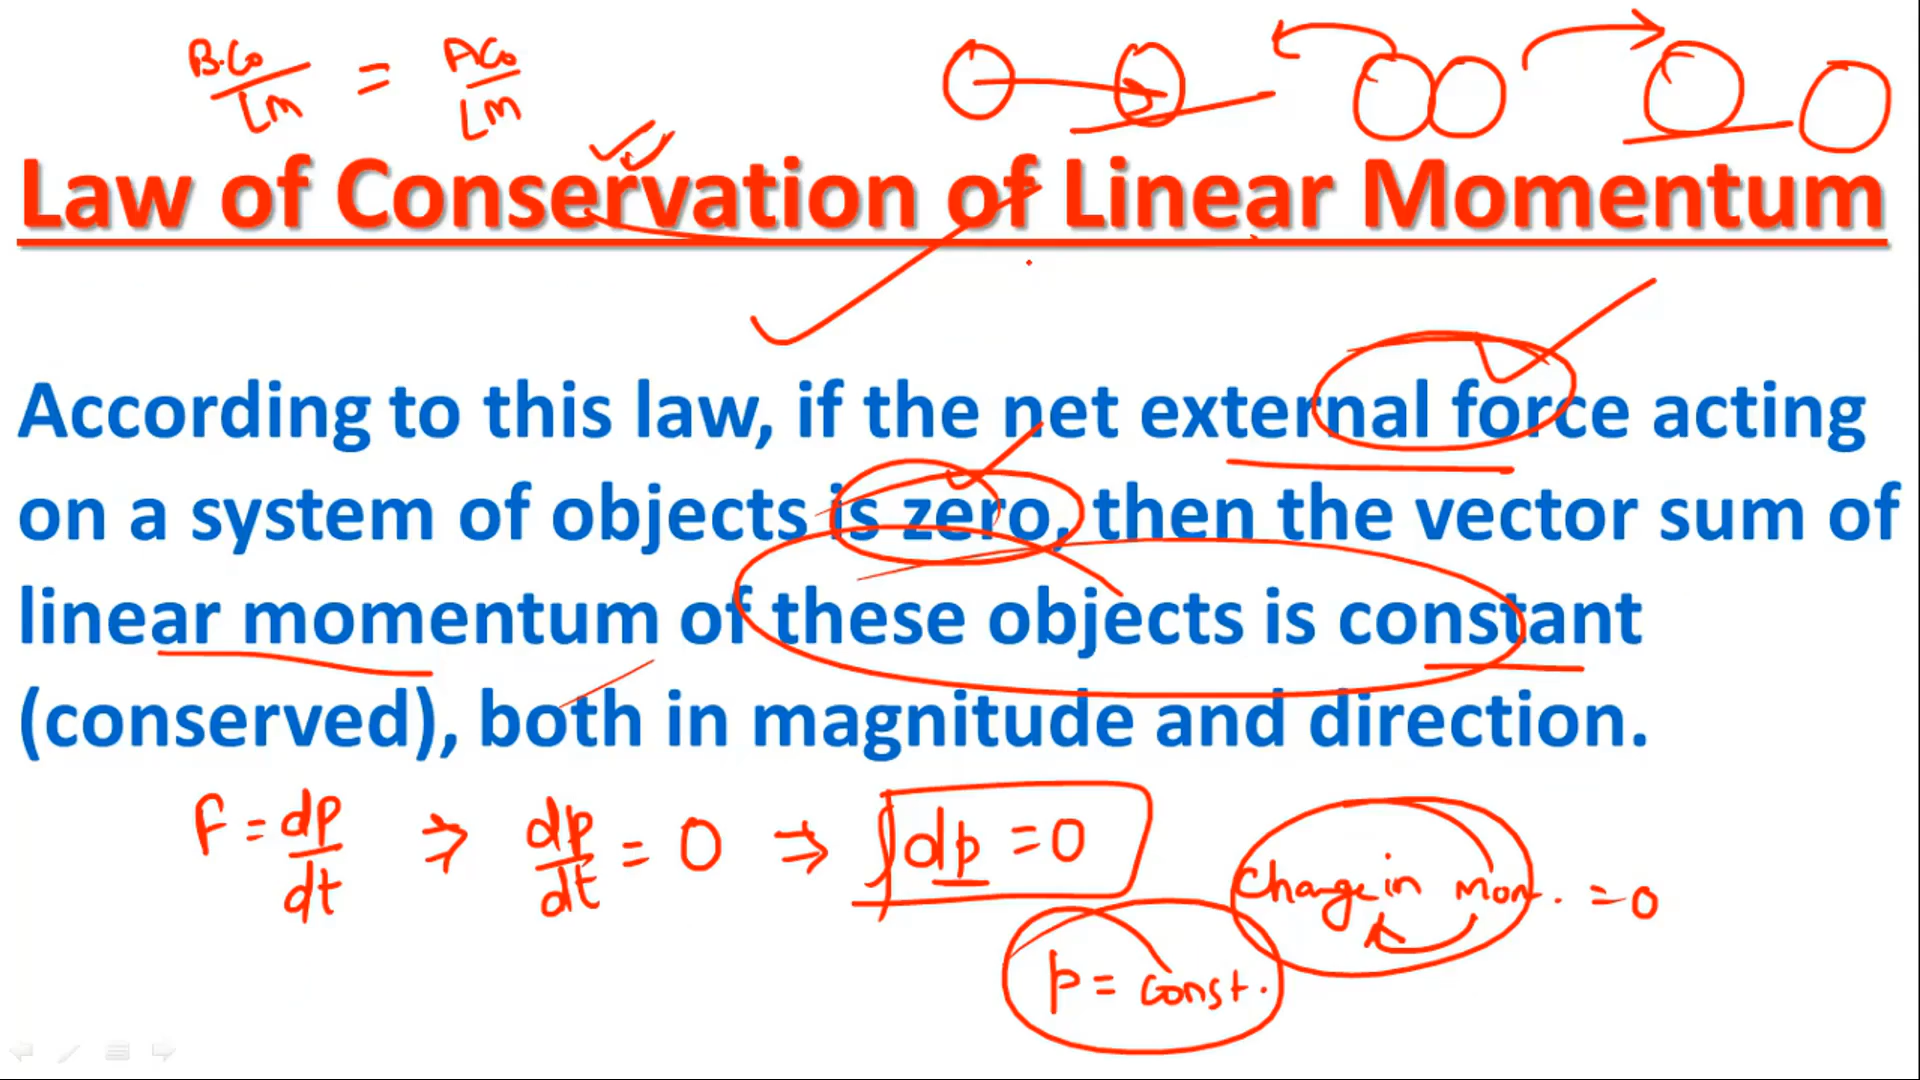 B.Co/LM = A.Co/LM
Law of Conservation of Linear Momentum
According to this law, if the net external force acting
on a system of objects is zero, then the vector sum of
linear momentum of these objects is constant
(conserved), both in magnitude and direction.
F = dp/dt ⇒ dp/dt = 0 ⇒ ∫dp = 0
Change in mom. = 0
p = const.